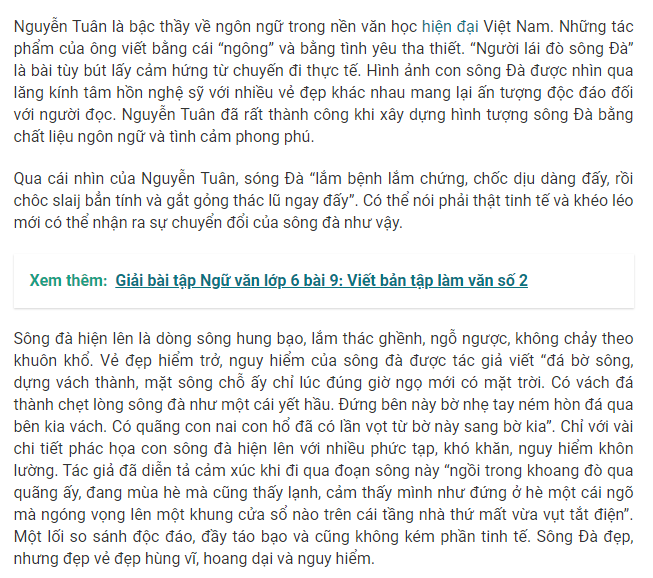 Nguyễn Tuân là bậc thầy về ngôn ngữ trong nền văn học hiện đại Việt Nam. Những tác
phẩm của ông viết bằng cái “ngông” và bằng tình yêu tha thiết. “Người lái đò sông Đà”
là bài tùy bút lấy cảm hứng từ chuyến đi thực tế. Hình ảnh con sông Đà được nhìn qua
lăng kính tâm hồn nghệ sỹ với nhiều vẻ đẹp khác nhau mang lại ấn tượng độc đáo đối
với người đọc. Nguyễn Tuân đã rất thành công khi xây dựng hình tượng sông Đà bằng
chất liệu ngôn ngữ và tình cảm phong phú.
Qua cái nhìn của Nguyễn Tuân, sóng Đà “lắm bệnh lắm chứng, chốc dịu dàng đấy, rồi
chôc slaij bẳn tính và gắt gỏng thác lũ ngay đấy”. Có thể nói phải thật tinh tế và khéo léo
mới có thể nhận ra sự chuyển đổi của sông đà như vậy.
Xem thêm: Giải bài tập Ngữ văn lớp 6 bài 9: Viết bản tập làm văn số 2
Sông đà hiện lên là dòng sông hung bạo, lắm thác ghềnh, ngỗ ngược, không chảy theo
khuôn khổ. Vẻ đẹp hiểm trở, nguy hiểm của sông đà được tác giả viết “đá bờ sông,
dựng vách thành, mặt sông chỗ ấy chỉ lúc đúng giờ ngọ mới có mặt trời. Có vách đá
thành chẹt lòng sông đà như một cái yết hầu. Đứng bên này bờ nhẹ tay ném hòn đá qua
bên kia vách. Có quãng con nai con hổ đã có lần vọt từ bờ này sang bờ kia”. Chỉ với vài
chi tiết phác họa con sông đà hiện lên với nhiều phức tạp, khó khăn, nguy hiểm khôn
lường. Tác giả đã diễn tả cảm xúc khi đi qua đoạn sông này “ngồi trong khoang đò qua
quãng ấy, đang mùa hè mà cũng thấy lạnh, cảm thấy mình như đứng ở hè một cái ngõ
mà ngóng vọng lên một khung cửa sổ nào trên cái tầng nhà thứ mất vừa vụt tắt điện”.
Một lối so sánh độc đáo, đầy táo bạo và cũng không kém phần tinh tế. Sông Đà đẹp,
nhưng đẹp vẻ đẹp hùng vĩ, hoang dại và nguy hiểm.